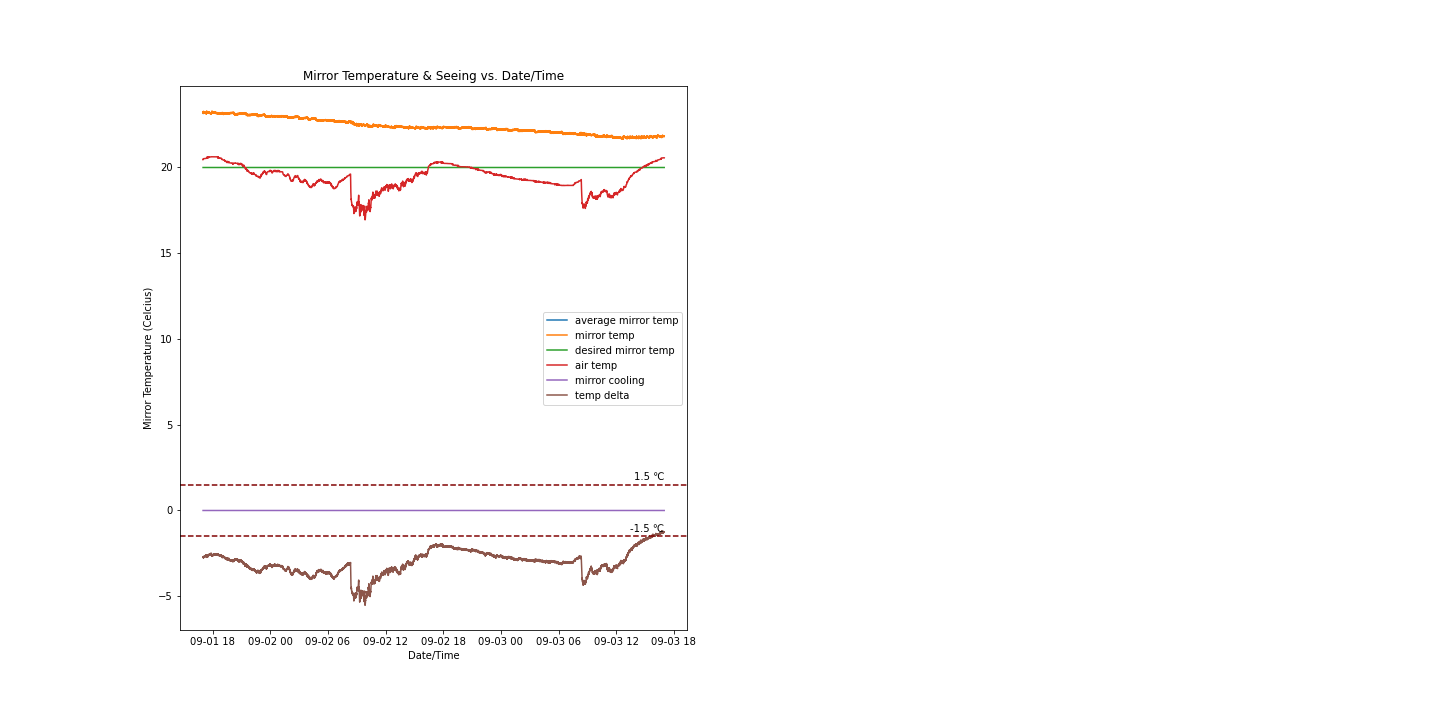 Mirror Temperature & Seeing vs. Date/Time
Mirror Temperature (Celcius)
20
15
10
5
0
−5
average mirror temp
mirror temp
desired mirror temp
air temp
mirror cooling
temp delta
1.5 °C
-1.5 °C
09-01 18 09-02 00 09-02 06 09-02 12 09-02 18 09-03 00 09-03 06 09-03 12 09-03 18
Date/Time